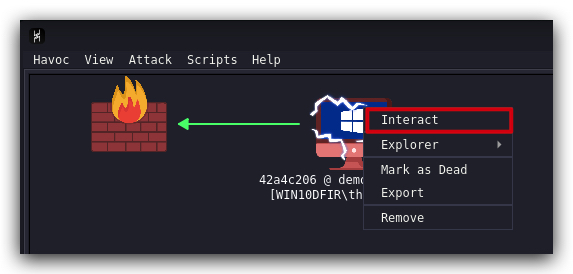 Havoc View Attack Scripts Help
Interact
Explorer
Mark as Dead
Export
Remove
42a4c206 @ demo
[WIN10DFIR\th